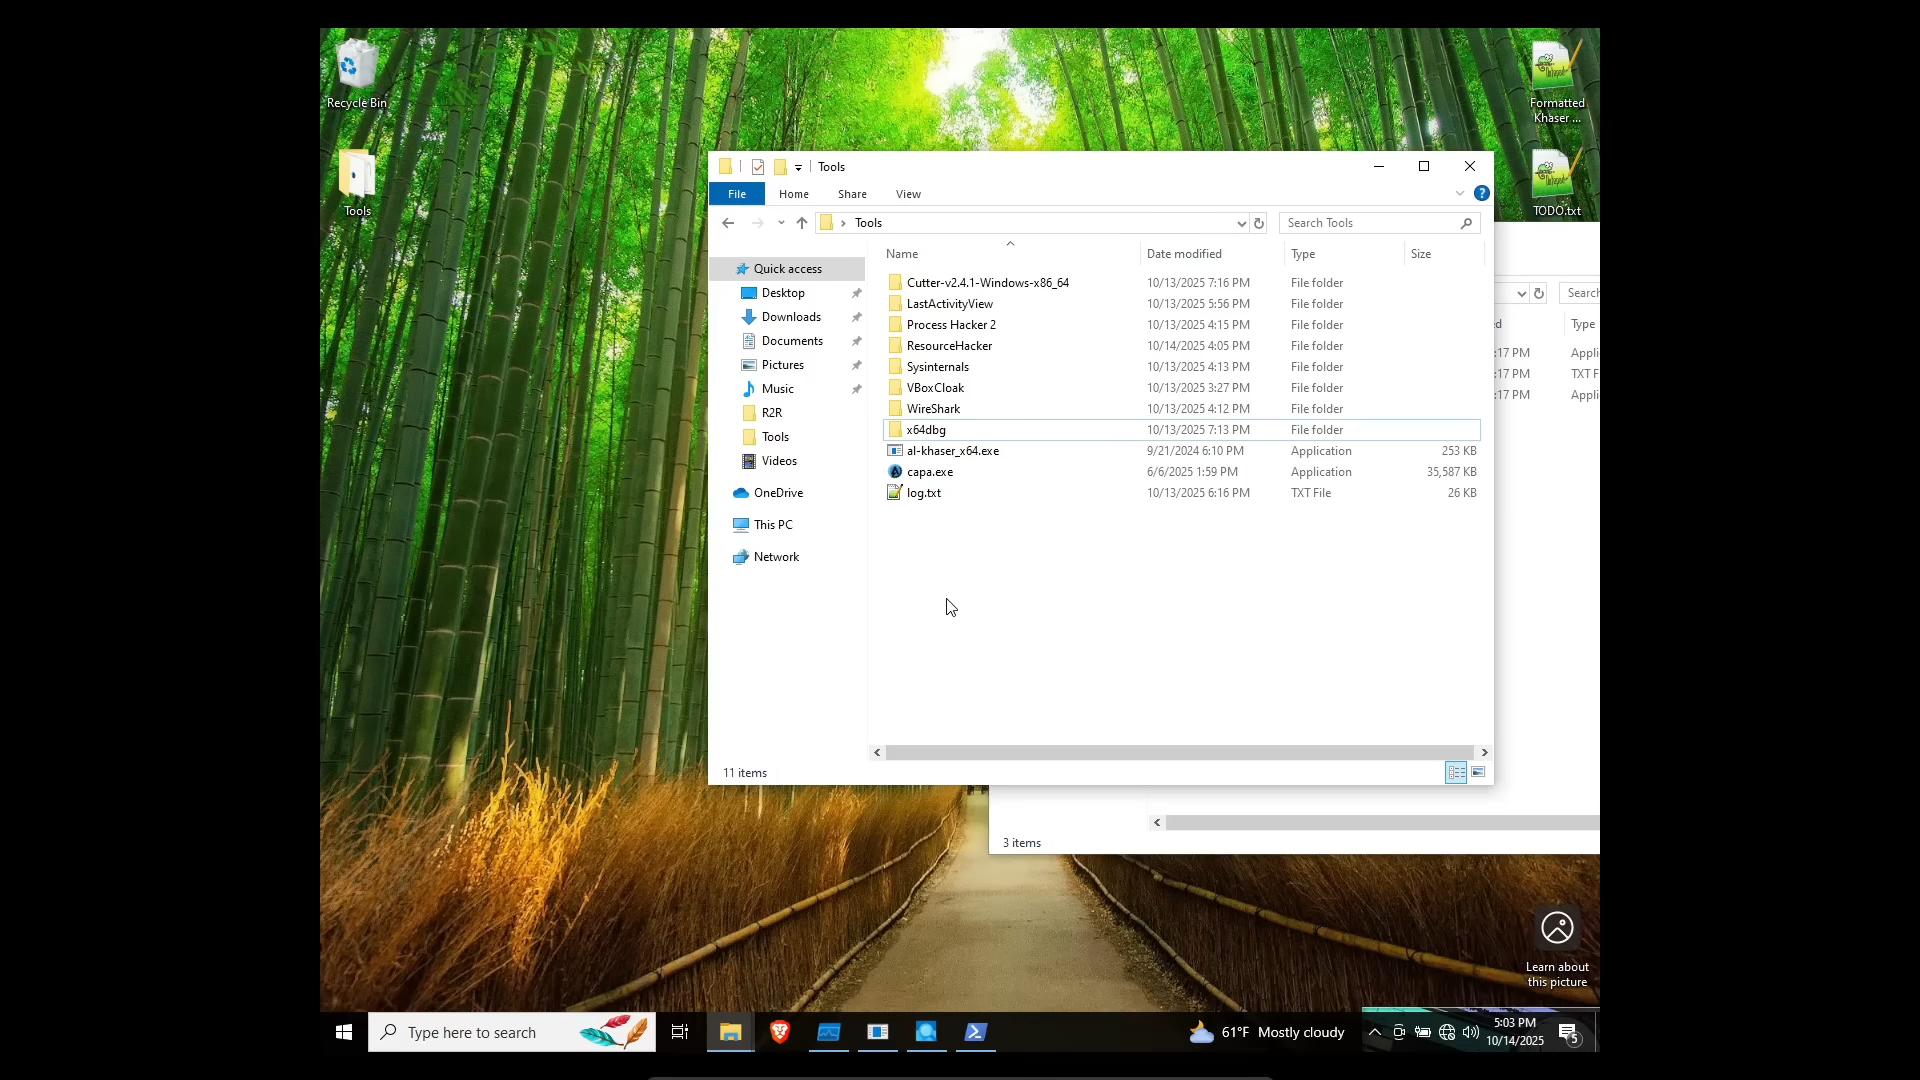 Recycle Bin
Tools
Formatted
Khaser ...
TODO.txt
Tools
File
Home
Share
View
Tools
Search Tools
Name
Date modified
Type
Size
Quick access
Desktop
Downloads
Documents
Pictures
Music
R2R
Tools
Videos
OneDrive
This PC
Network
Cutter-v2.4.1-Windows-x86_64 10/13/2025 7:16 PM File folder
LastActivityView 10/13/2025 5:56 PM File folder
Process Hacker 2 10/13/2025 4:15 PM File folder
ResourceHacker 10/14/2025 4:05 PM File folder
Sysinternals 10/13/2025 4:13 PM File folder
VBoxCloak 10/13/2025 3:27 PM File folder
WireShark 10/13/2025 4:12 PM File folder
x64dbg 10/13/2025 7:13 PM File folder
al-khaser_x64.exe 9/21/2024 6:10 PM Application 253 KB
capa.exe 6/6/2025 1:59 PM Application 35,587 KB
log.txt 10/13/2025 6:16 PM TXT File 26 KB
11 items
Searc
ed Type
:17 PM Appli
:17 PM TXT F
:17 PM Appli
3 items
Learn about
this picture
Type here to search
61°F Mostly cloudy
5:03 PM
10/14/2025
5